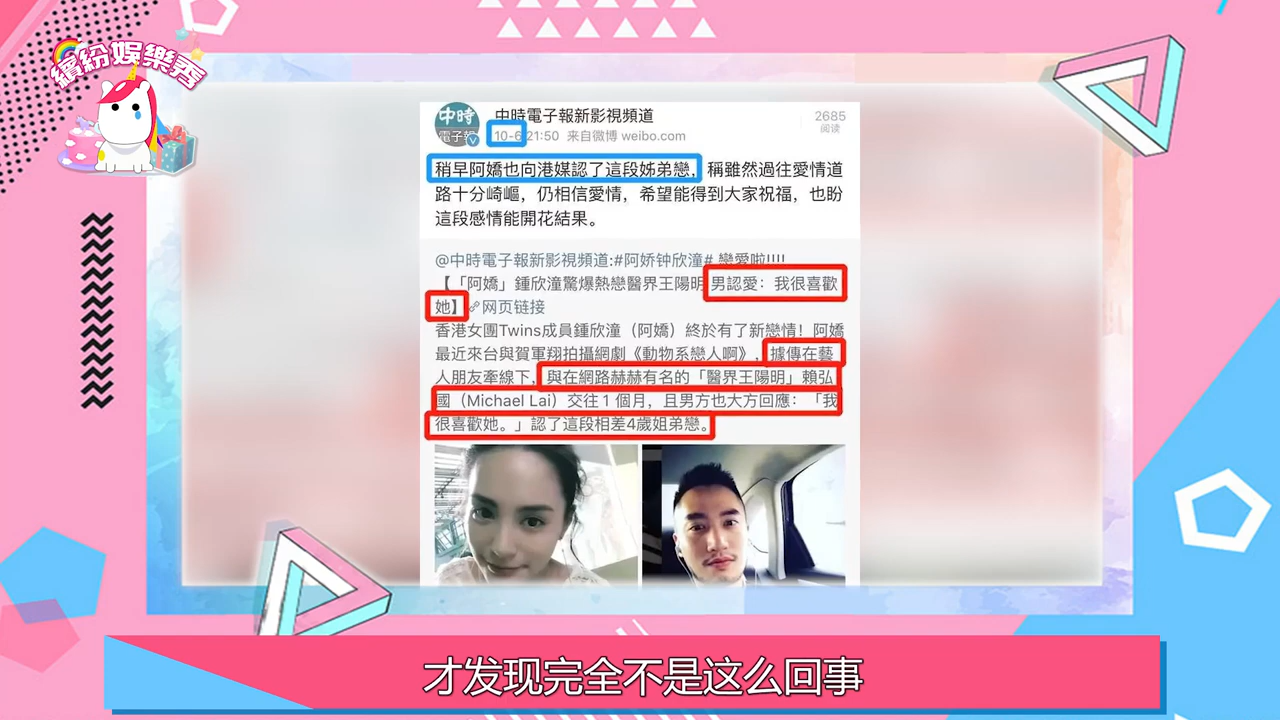 繽紛娛樂秀
中時
電子報
中時電子報新影視頻道
2685
10-6 21:50 来自微博 weibo.com
阅读
稍早阿嬌也向港媒認了這段姊弟戀，稱雖然過往愛情道
路十分崎嶇，仍相信愛情，希望能得到大家祝福，也盼
這段感情能開花結果。
@中時電子報新影視頻道:#阿娇钟欣潼# 戀愛啦!!!!
【「阿嬌」鍾欣潼驚爆熱戀醫界王陽明 男認愛：我很喜歡
她】 网页链接
香港女團Twins成員鍾欣潼（阿嬌）終於有了新戀情！阿嬌
最近來台與賀軍翔拍攝網劇《動物系戀人啊》，據傳在藝
人朋友牽線下，與在網路赫赫有名的「醫界王陽明」賴弘
國（Michael Lai）交往1個月，且男方也大方回應：「我
很喜歡她。」認了這段相差4歲姐弟戀。
才发现完全不是这么回事